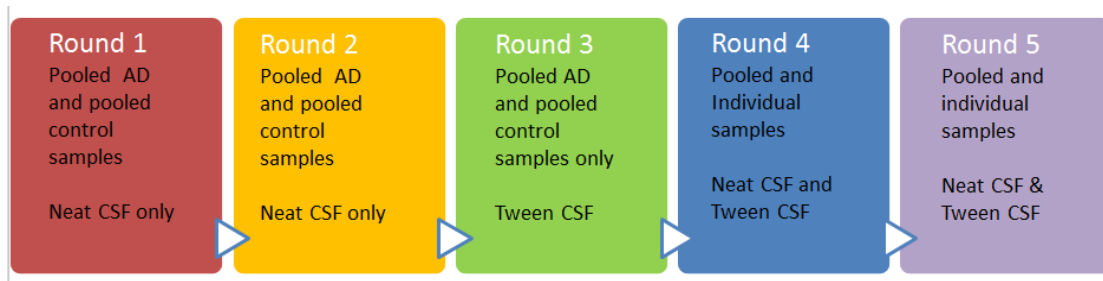 Round 1
Pooled AD
and pooled
control
samples
Neat CSF only
Round 2
Pooled AD
and pooled
control
samples
Neat CSF only
Round 3
Pooled AD
and pooled
control
samples only
Tween CSF
Round 4
Pooled and
Individual
samples
Neat CSF and
Tween CSF
Round 5
Pooled and
individual
samples
Neat CSF &
Tween CSF